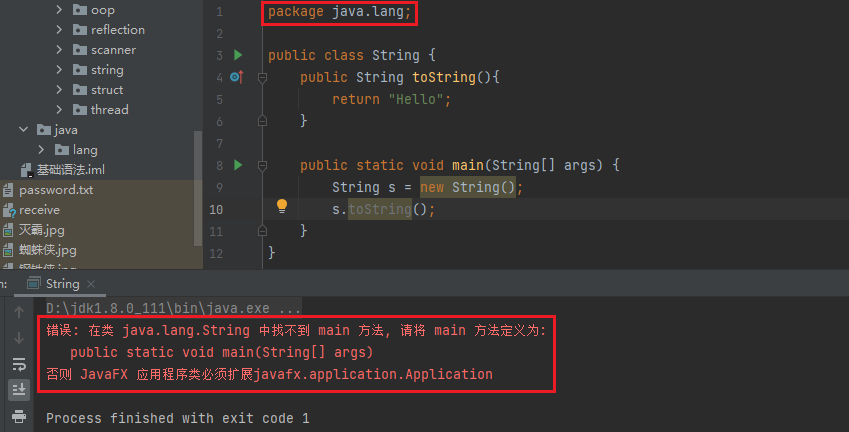 oop
reflection
scanner
string
struct
thread
java
lang
基础语法.iml
password.txt
receive
灭霸.jpg
蜘蛛侠.jpg
钢铁侠.jpg
1 package java.lang;
2
3 public class String {
4 public String toString(){
5 return "Hello";
6 }
7
8 public static void main(String[] args) {
9 String s = new String();
10 s.toString();
11 }
12 }
n: String ×
D:\jdk1.8.0_111\bin\java.exe ...
错误: 在类 java.lang.String 中找不到 main 方法, 请将 main 方法定义为:
public static void main(String[] args)
否则 JavaFX 应用程序类必须扩展javafx.application.Application
Process finished with exit code 1